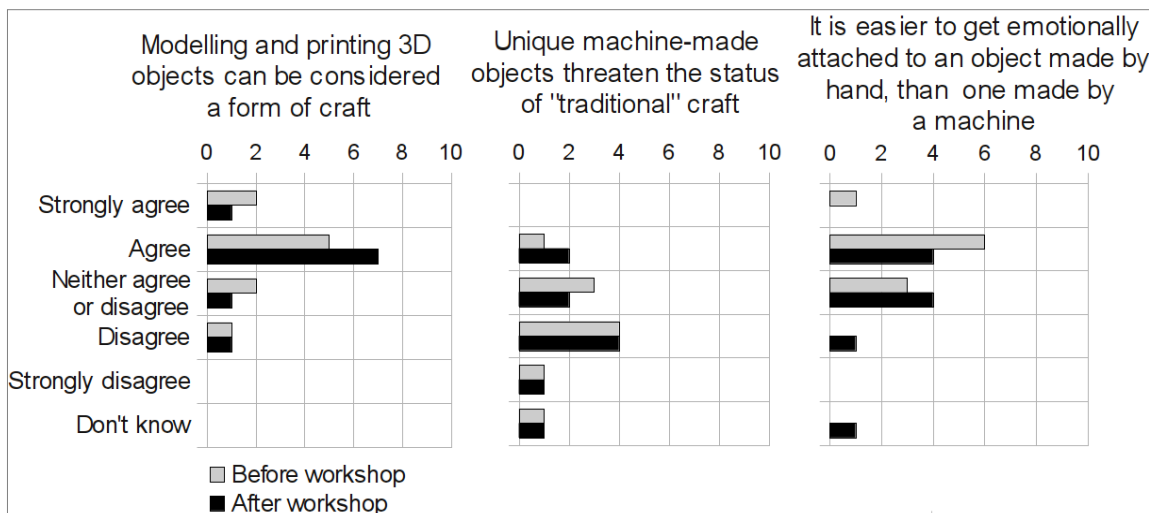 Modelling and printing 3D
objects can be considered
a form of craft
Unique machine-made
objects threaten the status
of "traditional" craft
It is easier to get emotionally
attached to an object made by
hand, than one made by
a machine
0 2 4 6 8 10
0 2 4 6 8 10
0 2 4 6 8 10
Strongly agree
Agree
Neither agree
or disagree
Disagree
Strongly disagree
Don't know
Before workshop
After workshop